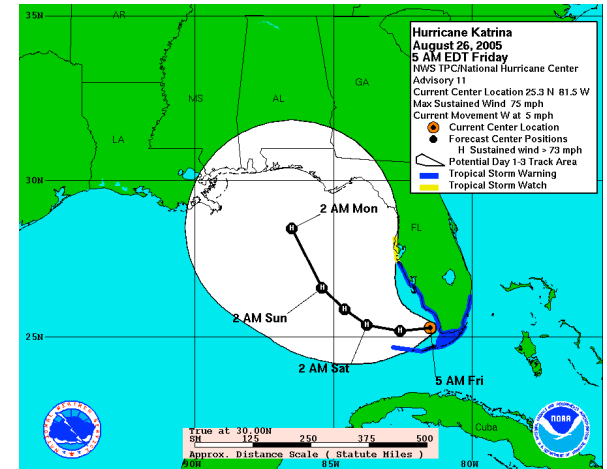 35N
AR
GA
MS
AL
LA
30N
FL
25N
Cuba
90W
85W
80W
Hurricane Katrina
August 26, 2005
5 AM EDT Friday
NWS TPC/National Hurricane Center
Advisory 11
Current Center Location 25.3 N 81.5 W
Max Sustained Wind 75 mph
Current Movement W at 5 mph
Current Center Location
Forecast Center Positions
H Sustained wind > 73 mph
Potential Day 1-3 Track Area
Tropical Storm Warning
Tropical Storm Watch
2 AM Mon
H
2 AM Sun
H
H
2 AM Sat
H
H
5 AM Fri
True at 30.00N
SM 125 250 375 500
Approx. Distance Scale ( Statute Miles )
NOAA